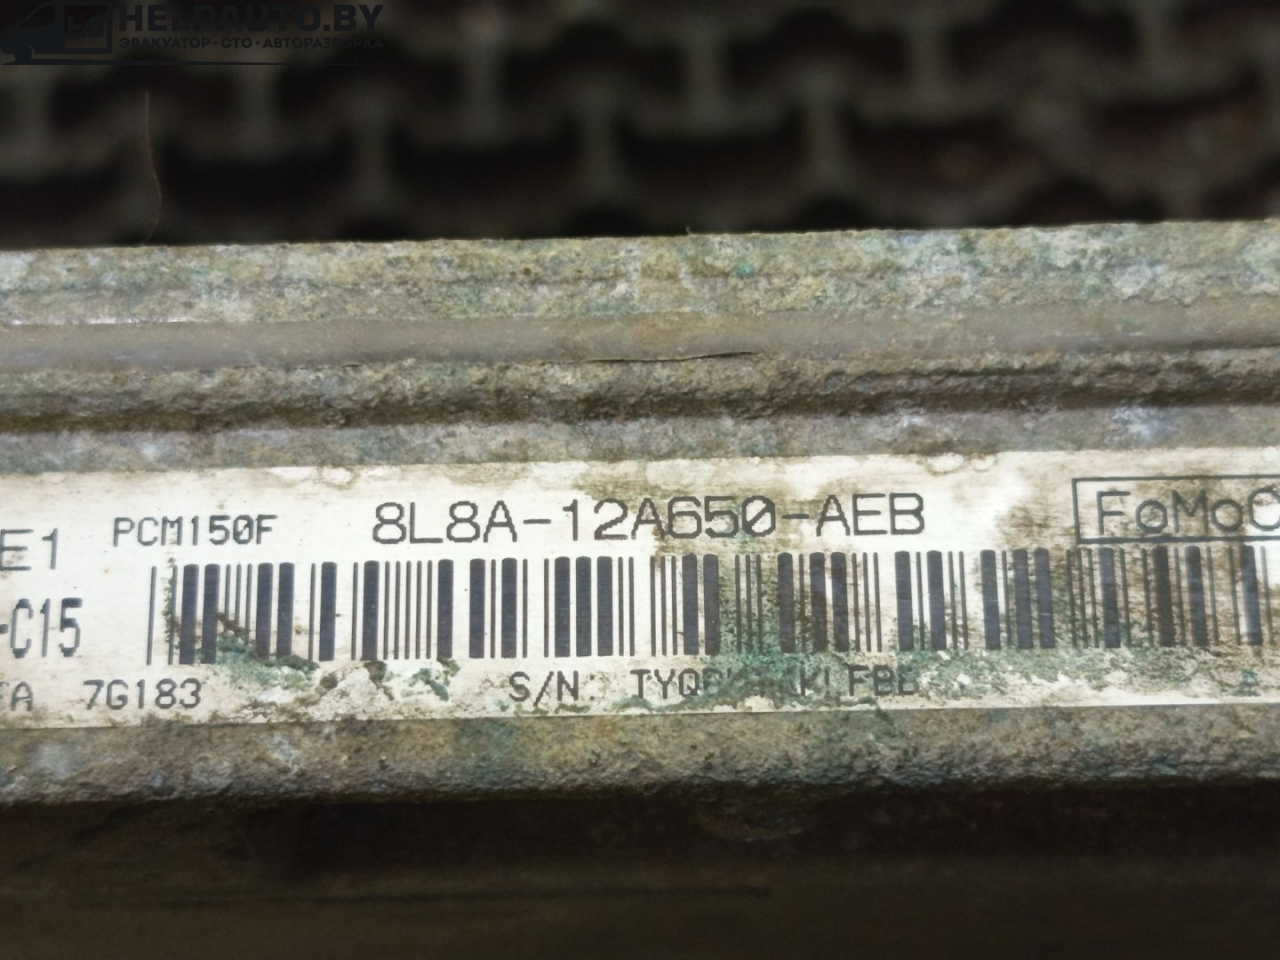 HELPAUTO.BY
ЭВАКУАТОР · СТО · АВТОРАЗБОРКА
E1 PCM150F 8L8A-12A650-AEB FoMoC
-C15
7G183 S/N: